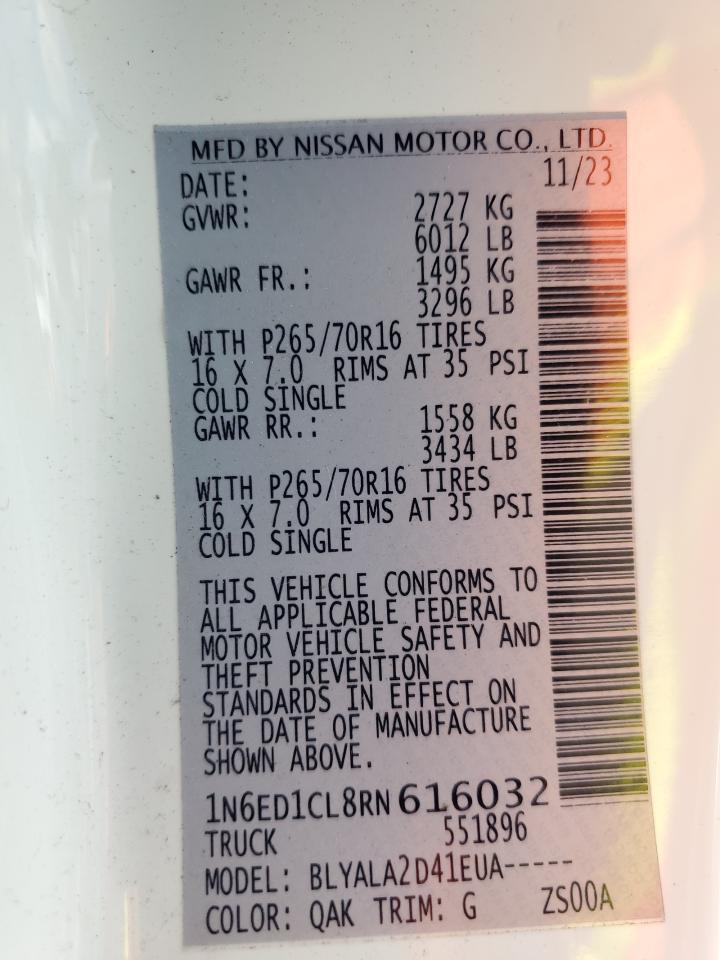 MFD BY NISSAN MOTOR CO., LTD.
DATE: 11/23
GVWR: 2727 KG
6012 LB
GAWR FR.: 1495 KG
3296 LB
WITH P265/70R16 TIRES
16 X 7.0 RIMS AT 35 PSI
COLD SINGLE
GAWR RR.: 1558 KG
3434 LB
WITH P265/70R16 TIRES
16 X 7.0 RIMS AT 35 PSI
COLD SINGLE
THIS VEHICLE CONFORMS TO
ALL APPLICABLE FEDERAL
MOTOR VEHICLE SAFETY AND
THEFT PREVENTION
STANDARDS IN EFFECT ON
THE DATE OF MANUFACTURE
SHOWN ABOVE.
1N6ED1CL8RN616032
TRUCK 551896
MODEL: BLYALA2D41EUA-----
COLOR: QAK TRIM: G ZS00A